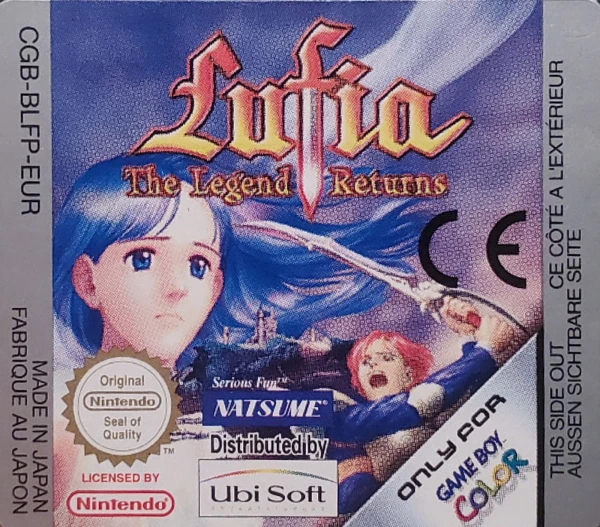 CGB-BLFP-EUR
MADE IN JAPAN
FABRIQUE AU JAPON
Lufia
The Legend Returns
CE
Original
Nintendo
Seal of
Quality
TM
LICENSED BY
Nintendo
Serious Fun™
NATSUME®
Distributed by
Ubi Soft
ONLY FOR
GAME BOY
COLOR
THIS SIDE OUT
CE CÔTÉ A L'EXTÉRIEUR
AUSSEN SICHTBARE SEITE